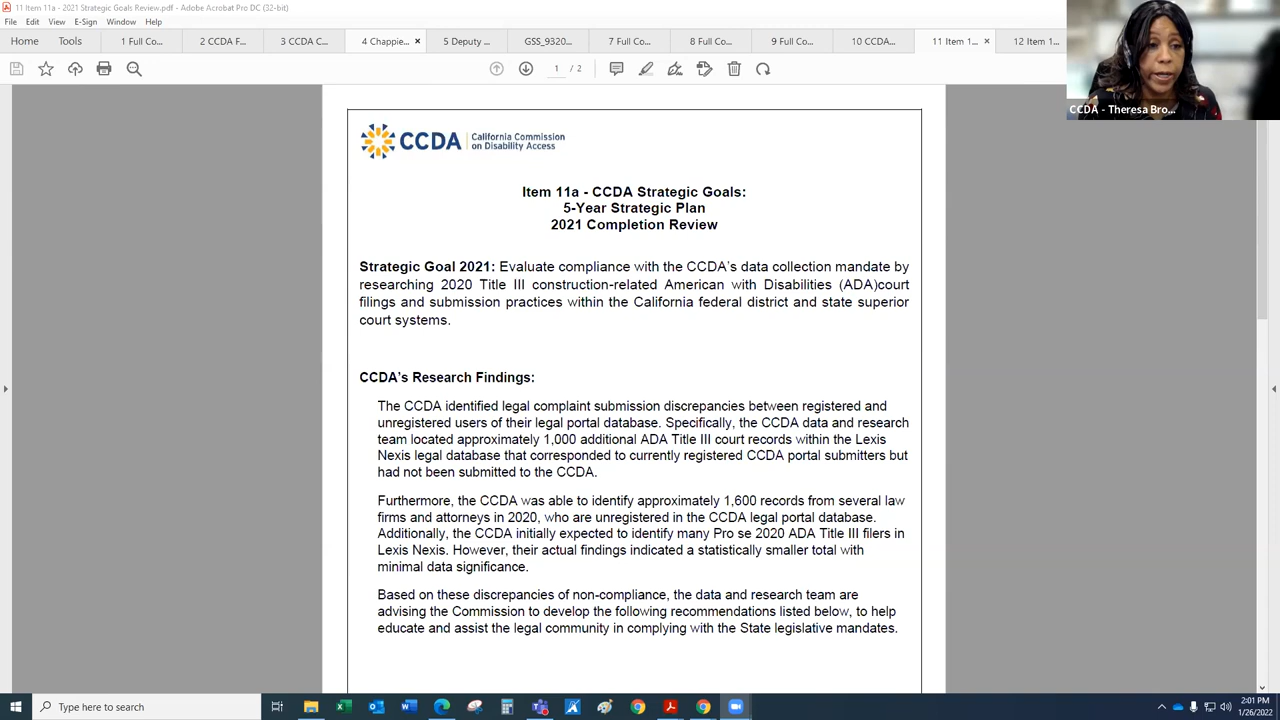 11 Item 11a - 2021 Strategic Goals Review.pdf - Adobe Acrobat Pro DC (32-bit)
File Edit View E-Sign Window Help
Home Tools 1 Full Co... 2 CCDA F... 3 CCDA C... 4 Chappie... × 5 Deputy ... GSS_9320... 7 Full Co... 8 Full Co... 9 Full Co... 10 CCDA... 11 Item 1... × 12 Item 1...
1 / 2
CCDA - Theresa Bro...
CCDA California Commission
on Disability Access
Item 11a - CCDA Strategic Goals:
5-Year Strategic Plan
2021 Completion Review
Strategic Goal 2021: Evaluate compliance with the CCDA's data collection mandate by
researching 2020 Title III construction-related American with Disabilities (ADA)court
filings and submission practices within the California federal district and state superior
court systems.
CCDA's Research Findings:
The CCDA identified legal complaint submission discrepancies between registered and
unregistered users of their legal portal database. Specifically, the CCDA data and research
team located approximately 1,000 additional ADA Title III court records within the Lexis
Nexis legal database that corresponded to currently registered CCDA portal submitters but
had not been submitted to the CCDA.
Furthermore, the CCDA was able to identify approximately 1,600 records from several law
firms and attorneys in 2020, who are unregistered in the CCDA legal portal database.
Additionally, the CCDA initially expected to identify many Pro se 2020 ADA Title III filers in
Lexis Nexis. However, their actual findings indicated a statistically smaller total with
minimal data significance.
Based on these discrepancies of non-compliance, the data and research team are
advising the Commission to develop the following recommendations listed below, to help
educate and assist the legal community in complying with the State legislative mandates.
Type here to search
2:01 PM
1/26/2022